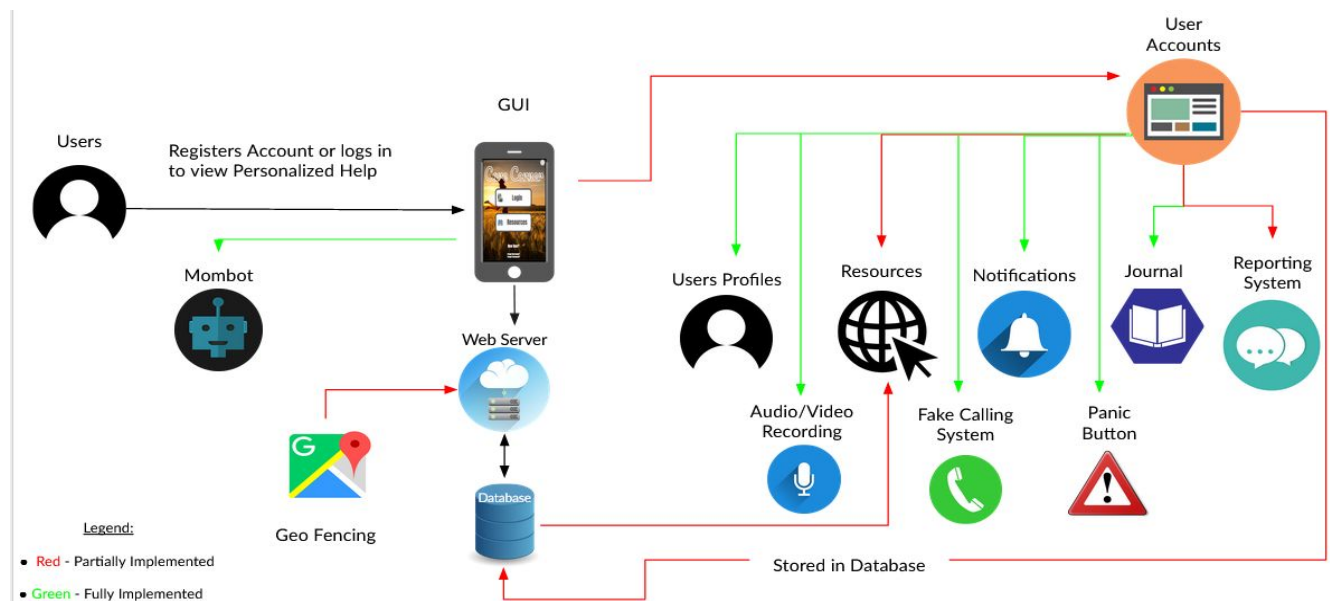 User
Accounts
GUI
Users
Registers Account or logs in
to view Personalized Help
Login
Resources
Mombot
Users Profiles
Resources
Notifications
Journal
Reporting
System
Web Server
Audio/Video
Recording
Fake Calling
System
Panic
Button
G
Database
Geo Fencing
Legend:
Red - Partially Implemented
Green - Fully Implemented
Stored in Database